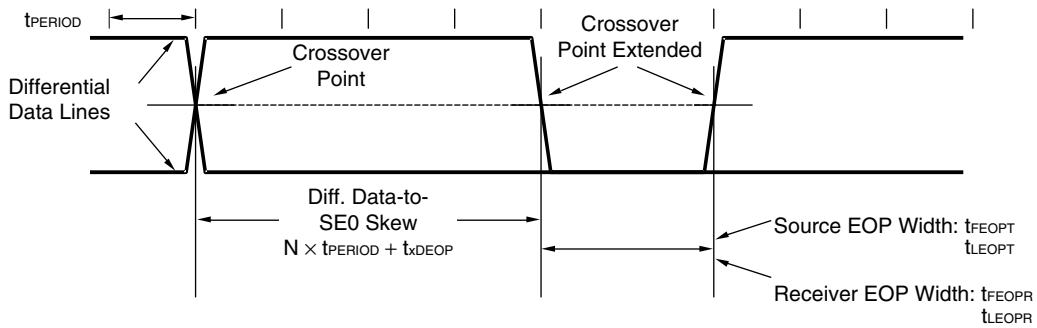 tPERIOD
Differential
Data Lines
Crossover
Point
Crossover
Point Extended
Diff. Data-to-
SE0 Skew
N × tPERIOD + txDEOP
Source EOP Width: tFEOPT
tLEOPT
Receiver EOP Width: tFEOPR
tLEOPR